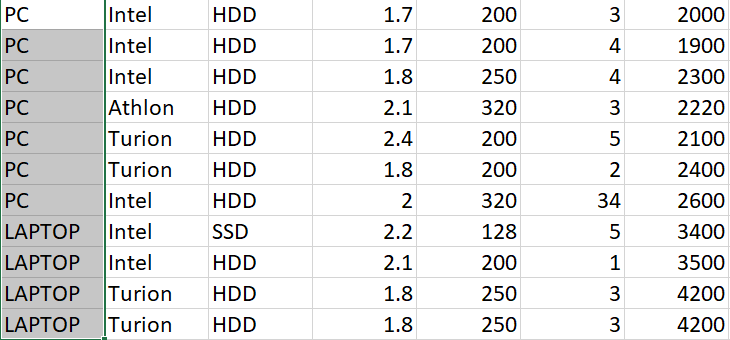 PC Intel HDD 1.7 200 3 2000
PC Intel HDD 1.7 200 4 1900
PC Intel HDD 1.8 250 4 2300
PC Athlon HDD 2.1 320 3 2220
PC Turion HDD 2.4 200 5 2100
PC Turion HDD 1.8 200 2 2400
PC Intel HDD 2 320 34 2600
LAPTOP Intel SSD 2.2 128 5 3400
LAPTOP Intel HDD 2.1 200 1 3500
LAPTOP Turion HDD 1.8 250 3 4200
LAPTOP Turion HDD 1.8 250 3 4200